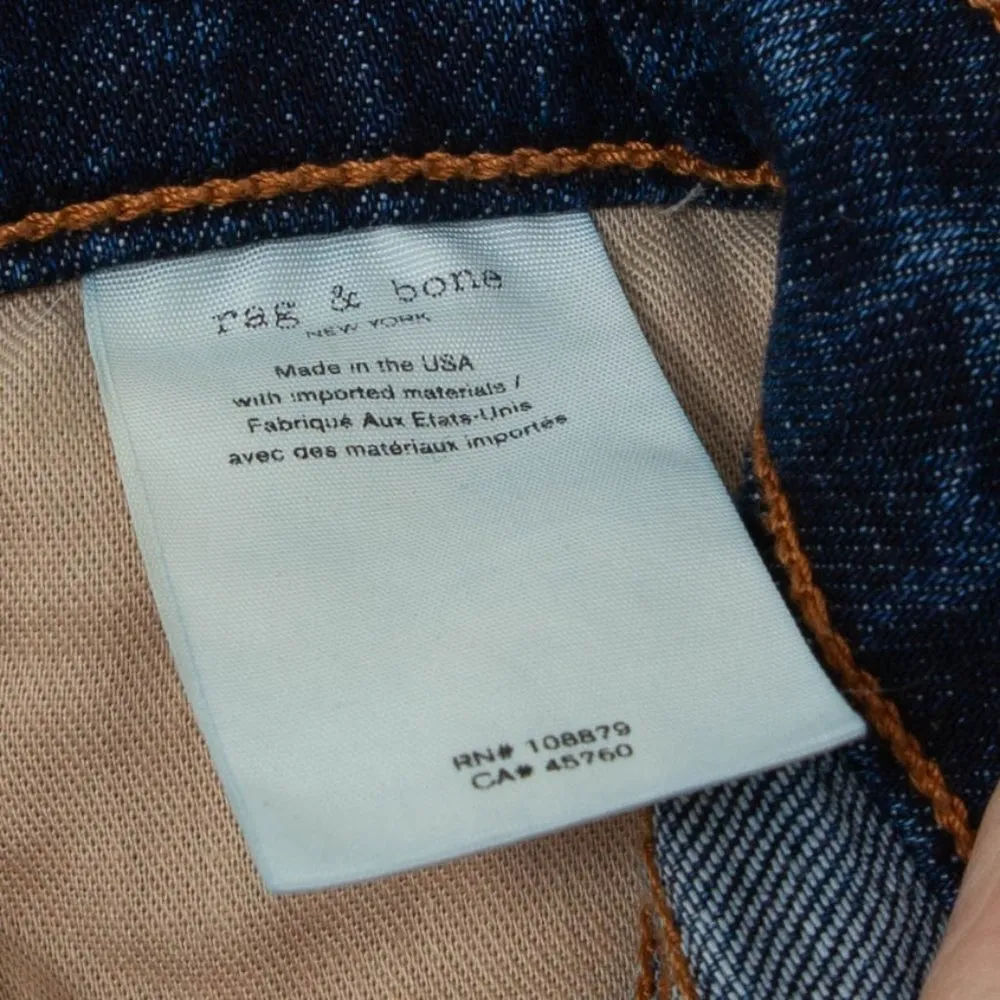 rag & bone
NEW YORK
Made in the USA
with imported materials /
Fabriqué Aux Etats-Unis
avec des matériaux importés
RN# 108879
CA# 45760